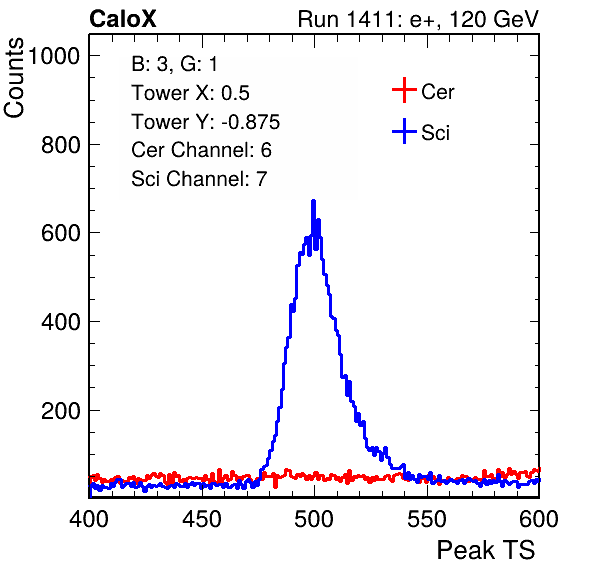 CaloX Run 1411: e+, 120 GeV
Counts
1000
800
600
400
200
B: 3, G: 1
Tower X: 0.5
Tower Y: -0.875
Cer Channel: 6
Sci Channel: 7
Cer
Sci
400 450 500 550 600
Peak TS